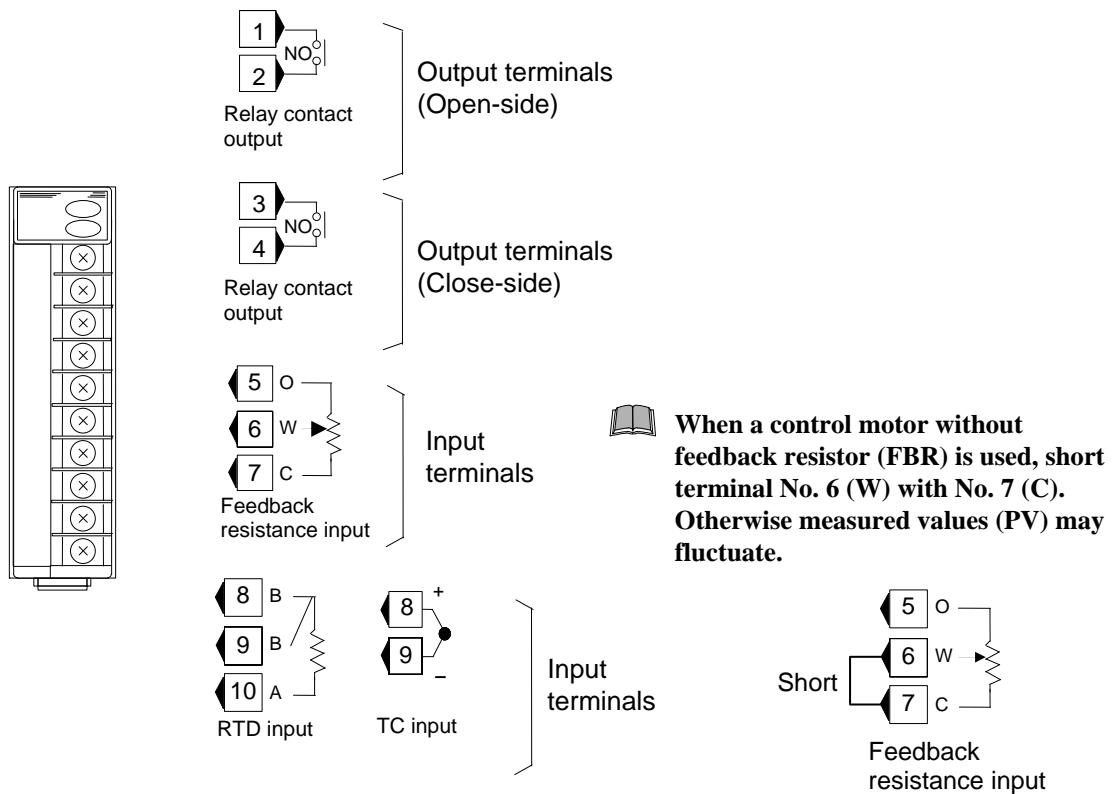 1
NO
2
Relay contact
output
Output terminals
(Open-side)
3
NO
4
Relay contact
output
Output terminals
(Close-side)
5 O
6 W
7 C
Feedback
resistance input
Input
terminals
When a control motor without
feedback resistor (FBR) is used, short
terminal No. 6 (W) with No. 7 (C).
Otherwise measured values (PV) may
fluctuate.
8 B
9 B
10 A
RTD input
8 +
9 −
TC input
Input
terminals
Short
5 O
6 W
7 C
Feedback
resistance input